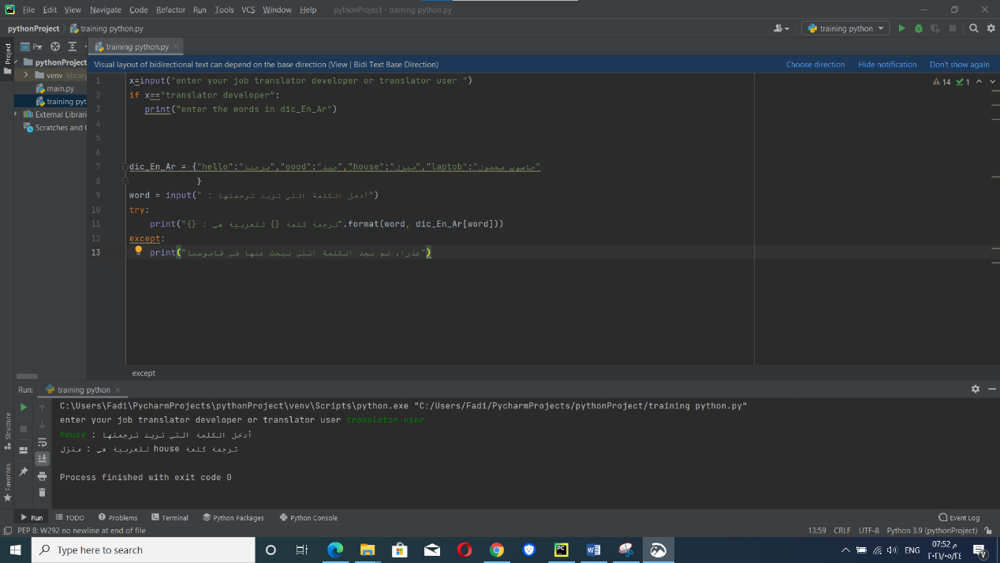 File Edit View Navigate Code Refactor Run Tools VCS Window Help pythonProject - training python.py
pythonProject training python.py training python
Project
training python.py
Visual layout of bidirectional text can depend on the base direction (View | Bidi Text Base Direction) Choose direction Hide notification Don't show again
pythonProject
venv library
main.py
training pyt
External Librari
Scratches and C
14 1
1 x=input("enter your job translator developer or translator user ")
2 if x=="translator developer":
3 print("enter the words in dic_En_Ar")
4
5
6
7 dic_En_Ar = {"hello":"مرحبا","good":"جيد","house":"منزل","laptob":"حاسوب محمول"
8 }
9 word = input("أدخل الكلمة التي تريد ترجمتها : ")
10 try:
11 print("ترجمة كلمة {} للعربية هي : {}".format(word, dic_En_Ar[word]))
12 except:
13 print("عذرا، لم نجد الكلمة التي تبحث عنها في قاموسنا")
except
Run: training python
C:\Users\Fadi\PycharmProjects\pythonProject\venv\Scripts\python.exe "C:/Users/Fadi/PycharmProjects/pythonProject/training python.py"
enter your job translator developer or translator user translator user
أدخل الكلمة التي تريد ترجمتها : house
ترجمة كلمة house للعربية هي : منزل
Process finished with exit code 0
Structure
Favorites
Run TODO Problems Terminal Python Packages Python Console Event Log
PEP 8: W292 no newline at end of file 13:59 CRLF UTF-8 Python 3.9 (pythonProject)
Type here to search
ENG
07:52 م
٢٠٢١/٠٥/٢٤